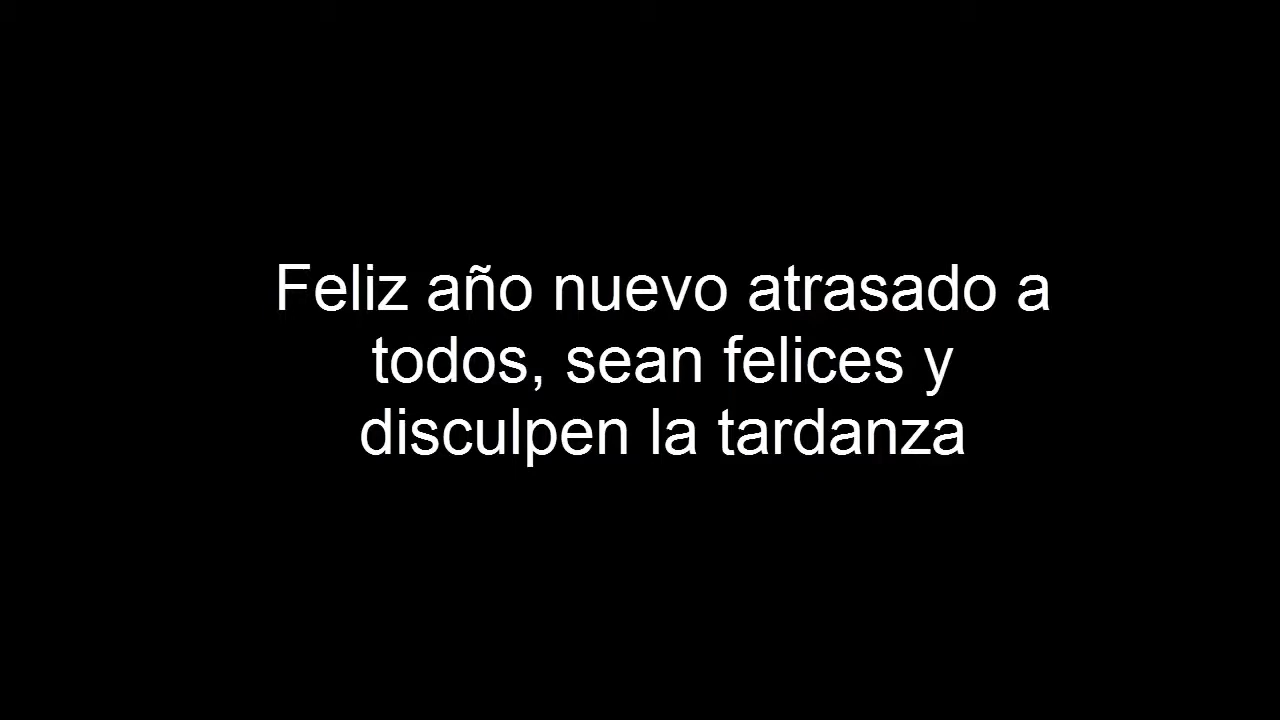 Feliz año nuevo atrasado a
todos, sean felices y
disculpen la tardanza